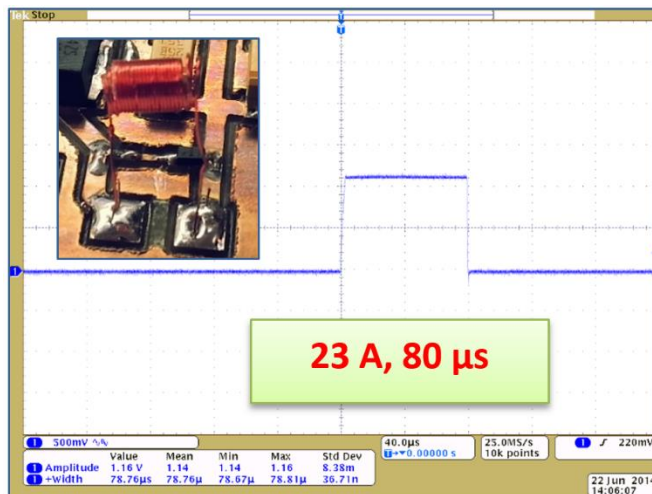 Tek Stop
T
T
1
23 A, 80 µs
1 500mV
40.0µs
T→▼0.00000 s
25.0MS/s
10k points
1 220mV
Value Mean Min Max Std Dev
1 Amplitude 1.16 V 1.14 1.14 1.16 8.38m
1 +Width 78.76µs 78.76µ 78.67µ 78.81µ 36.71n
22 Jun 201
14:06:07